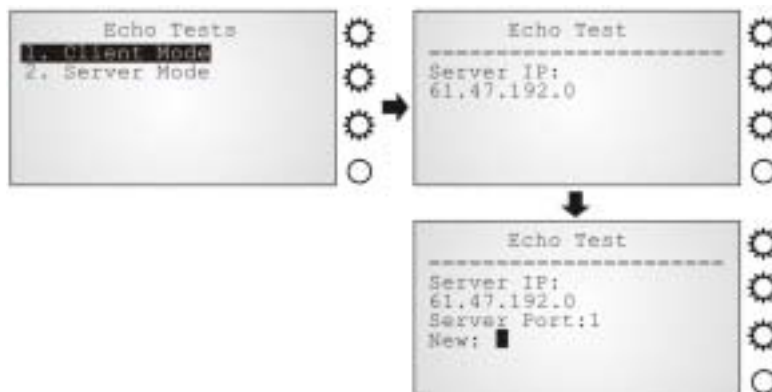 Echo Tests
1. Client Mode
2. Server Mode
Echo Test
Server IP:
61.47.192.0
Echo Test
Server IP:
61.47.192.0
Server Port:1
New: